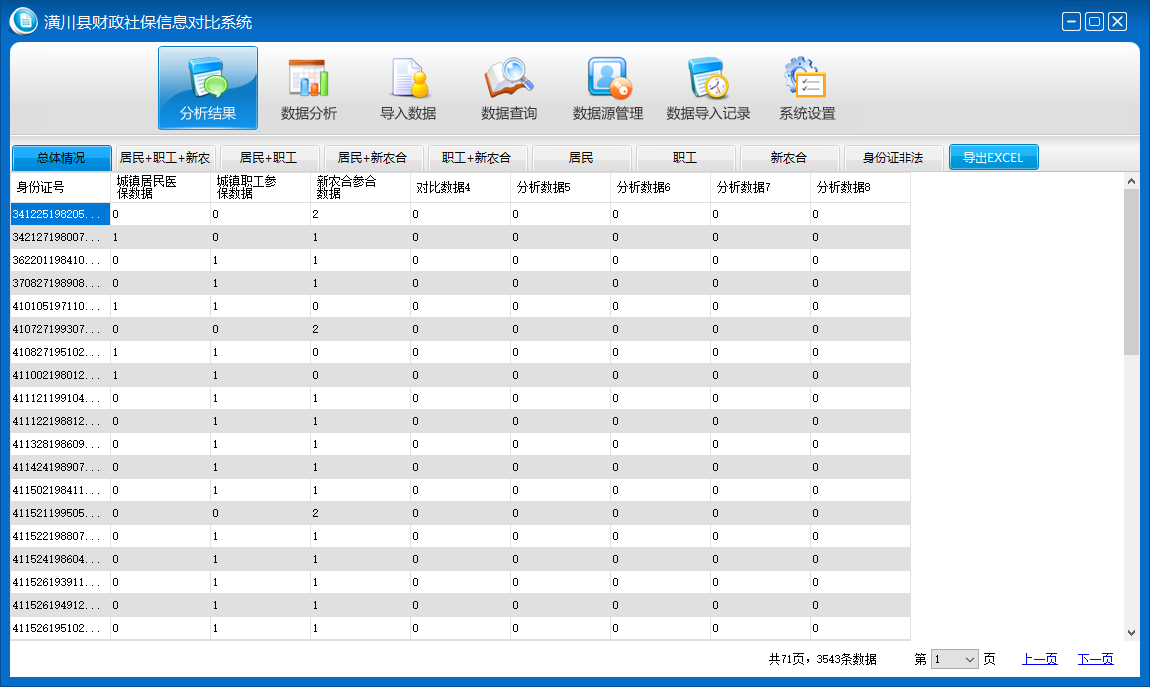 潢川县财政社保信息对比系统
分析结果 数据分析 导入数据 数据查询 数据源管理 数据导入记录 系统设置
总体情况 居民+职工+新农 居民+职工 居民+新农合 职工+新农合 居民 职工 新农合 身份证非法 导出EXCEL
身份证号 城镇居民医保数据 城镇职工参保数据 新农合参合数据 对比数据4 分析数据5 分析数据6 分析数据7 分析数据8
341225198205... 0 0 2 0 0 0 0 0
342127198007... 1 0 1 0 0 0 0 0
362201198410... 0 1 1 0 0 0 0 0
370827198908... 0 1 1 0 0 0 0 0
410105197110... 1 1 0 0 0 0 0 0
410727199307... 0 0 2 0 0 0 0 0
410827195102... 1 1 0 0 0 0 0 0
411002198012... 1 1 0 0 0 0 0 0
411121199104... 0 1 1 0 0 0 0 0
411122198812... 0 1 1 0 0 0 0 0
411328198609... 0 1 1 0 0 0 0 0
411424198907... 0 1 1 0 0 0 0 0
411502198411... 0 1 1 0 0 0 0 0
411521199505... 0 0 2 0 0 0 0 0
411522198807... 0 1 1 0 0 0 0 0
411524198604... 0 1 1 0 0 0 0 0
411526193911... 0 1 1 0 0 0 0 0
411526194912... 0 1 1 0 0 0 0 0
411526195102... 0 1 1 0 0 0 0 0
共71页，3543条数据 第 1 页 上一页 下一页